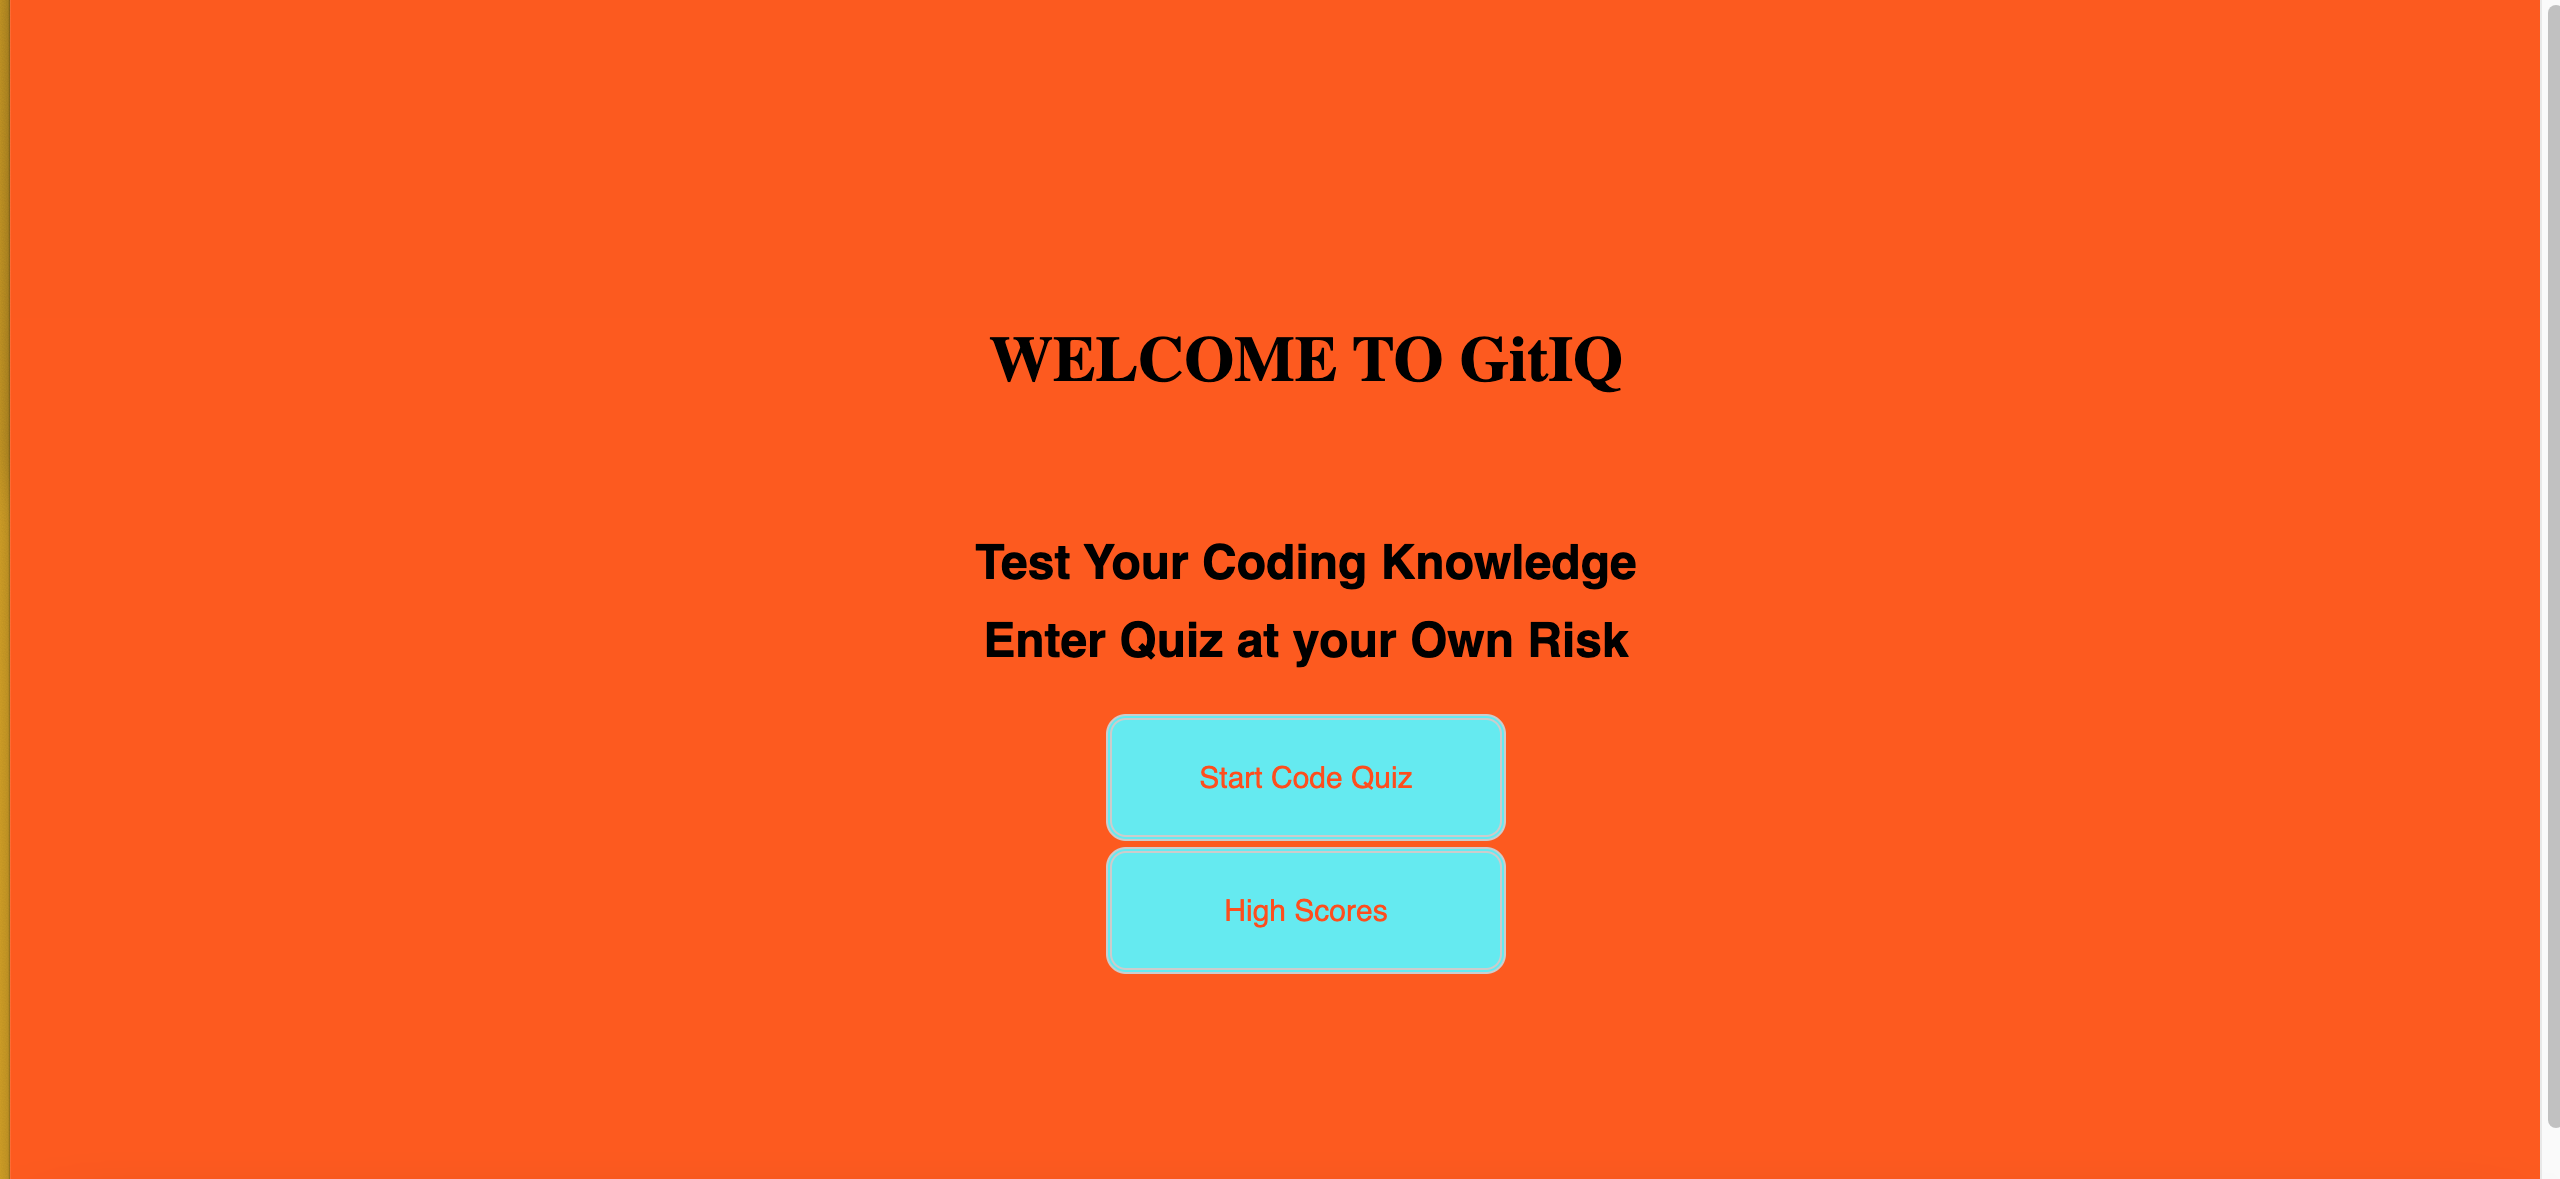 WELCOME TO GitIQ
Test Your Coding Knowledge
Enter Quiz at your Own Risk
Start Code Quiz
High Scores